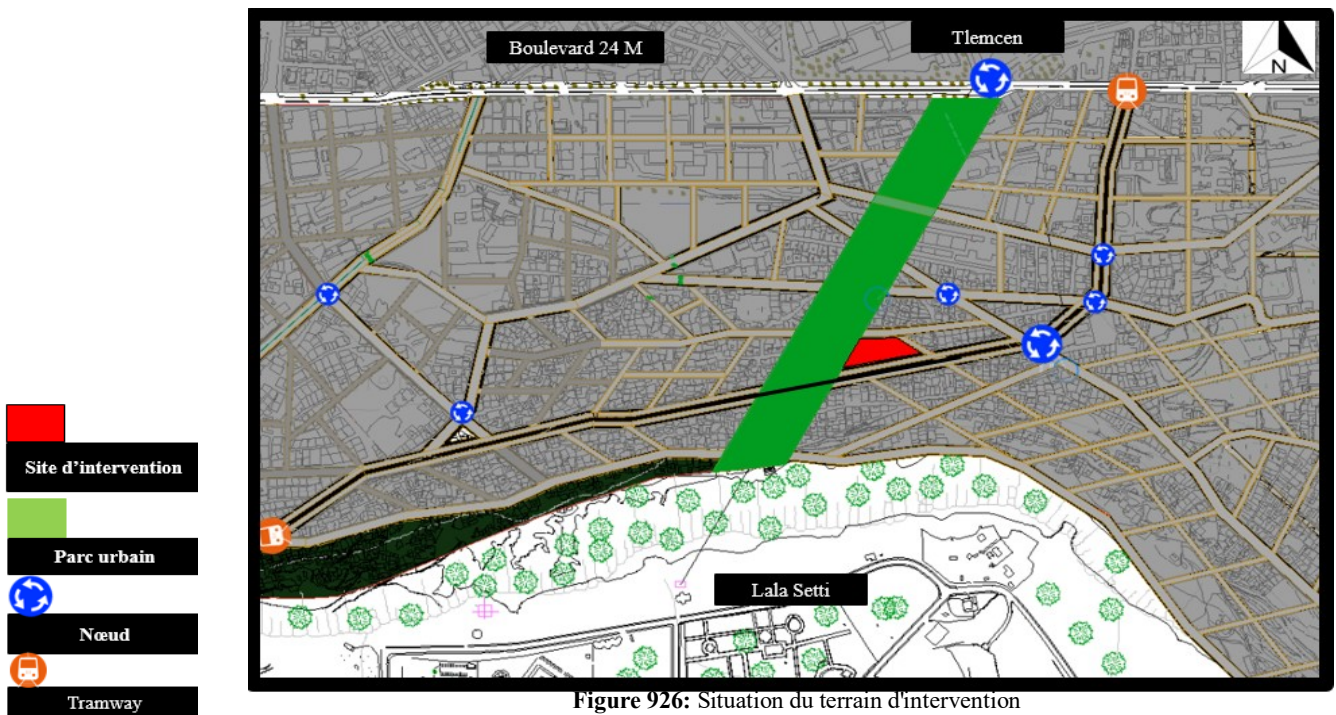 Boulevard 24 M
Tlemcen
N
Lala Setti
Site d’intervention
Parc urbain
Nœud
Tramway
Figure 926: Situation du terrain d'intervention